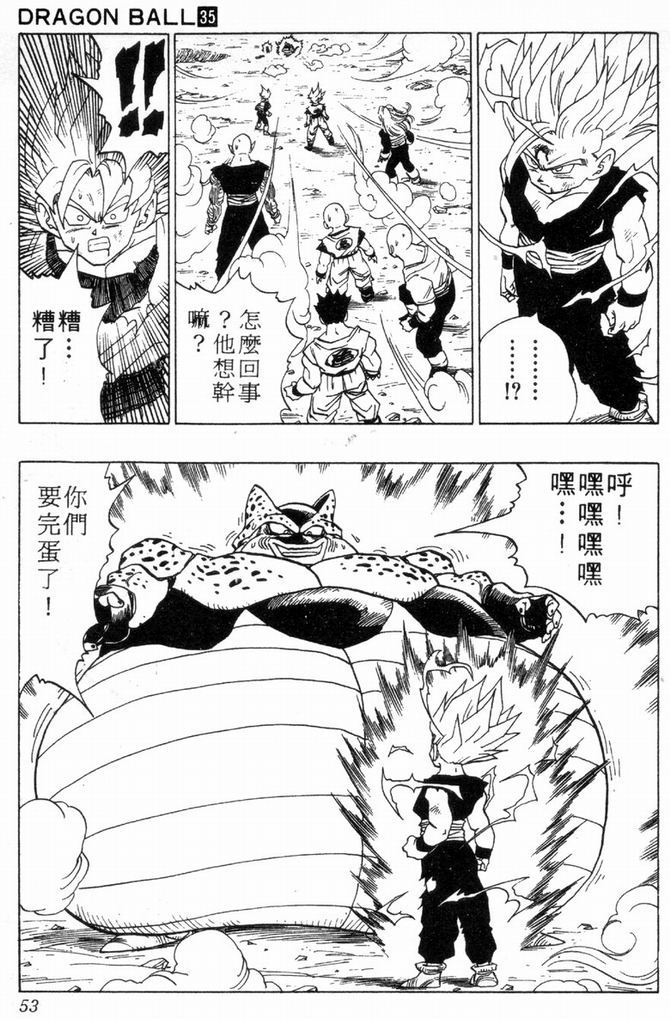 DRAGON BALL 35
………
………!?
怎麼回事
？他想幹
嘛？
!!
糟…
糟了！
呼！
嘿嘿嘿嘿
嘿…！
你們
要完蛋了！
53